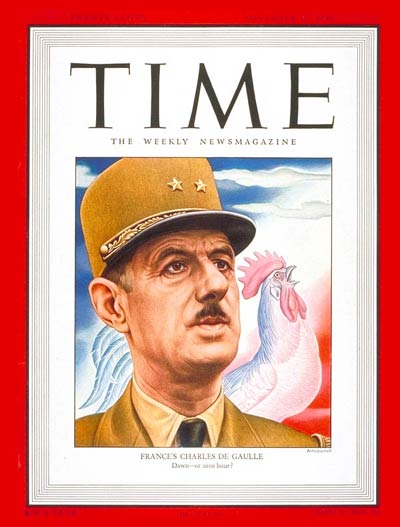 TIME
THE WEEKLY NEWSMAGAZINE
FRANCE'S CHARLES DE GAULLE
Dawn—or zero hour?